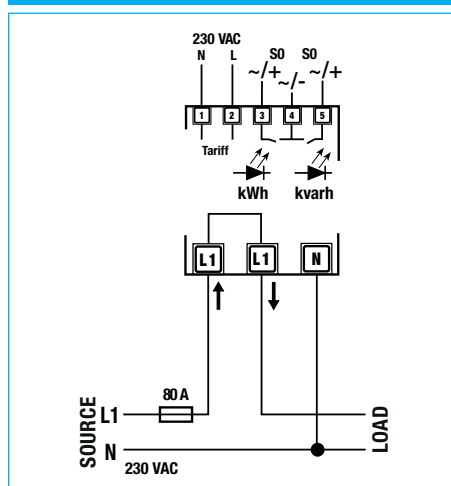 230 VAC
N L S0 S0
~/+ ~/- ~/+
1 2 3 4 5
Tariff
kWh kvarh
L1 L1 N
80 A
SOURCE
L1
N
230 VAC
LOAD